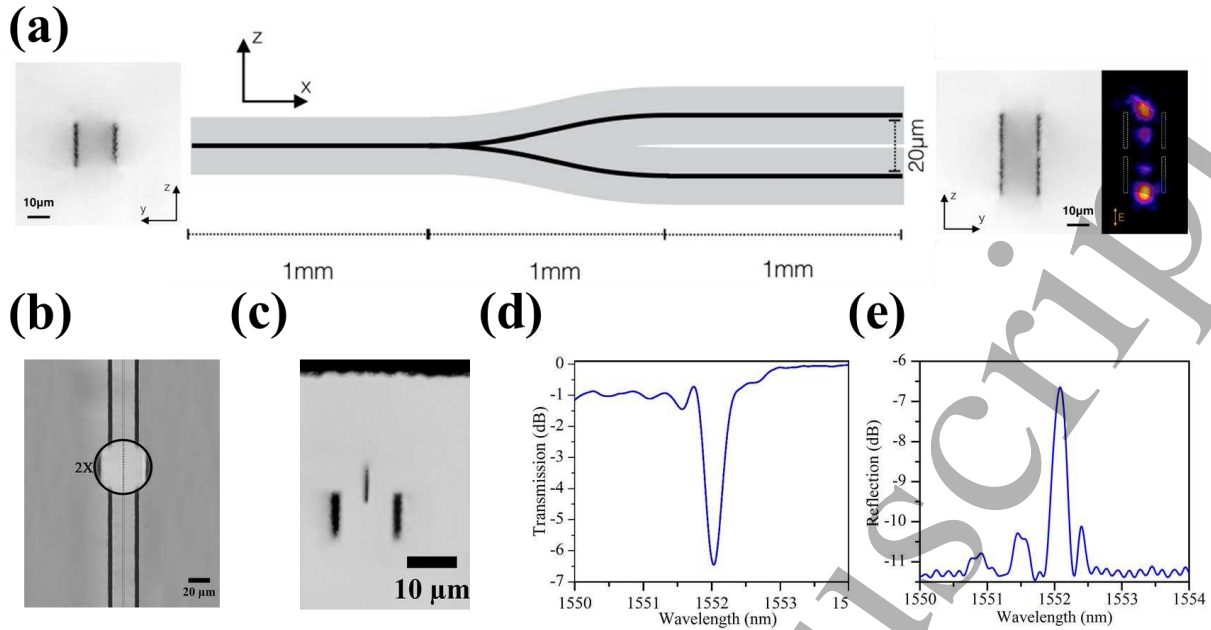 (a)
z
x
z
y
10µm
20µm
z
y
10µm
E
1mm
1mm
1mm
(b)
(c)
(d)
(e)
2X
20 µm
10 µm
0
-1
-2
-3
-4
-5
-6
-7
Transmission (dB)
1550
1551
1552
1553
15
Wavelength (nm)
-6
-7
-8
-9
-10
-11
Reflection (dB)
1550
1551
1552
1553
1554
Wavelength (nm)
uscript